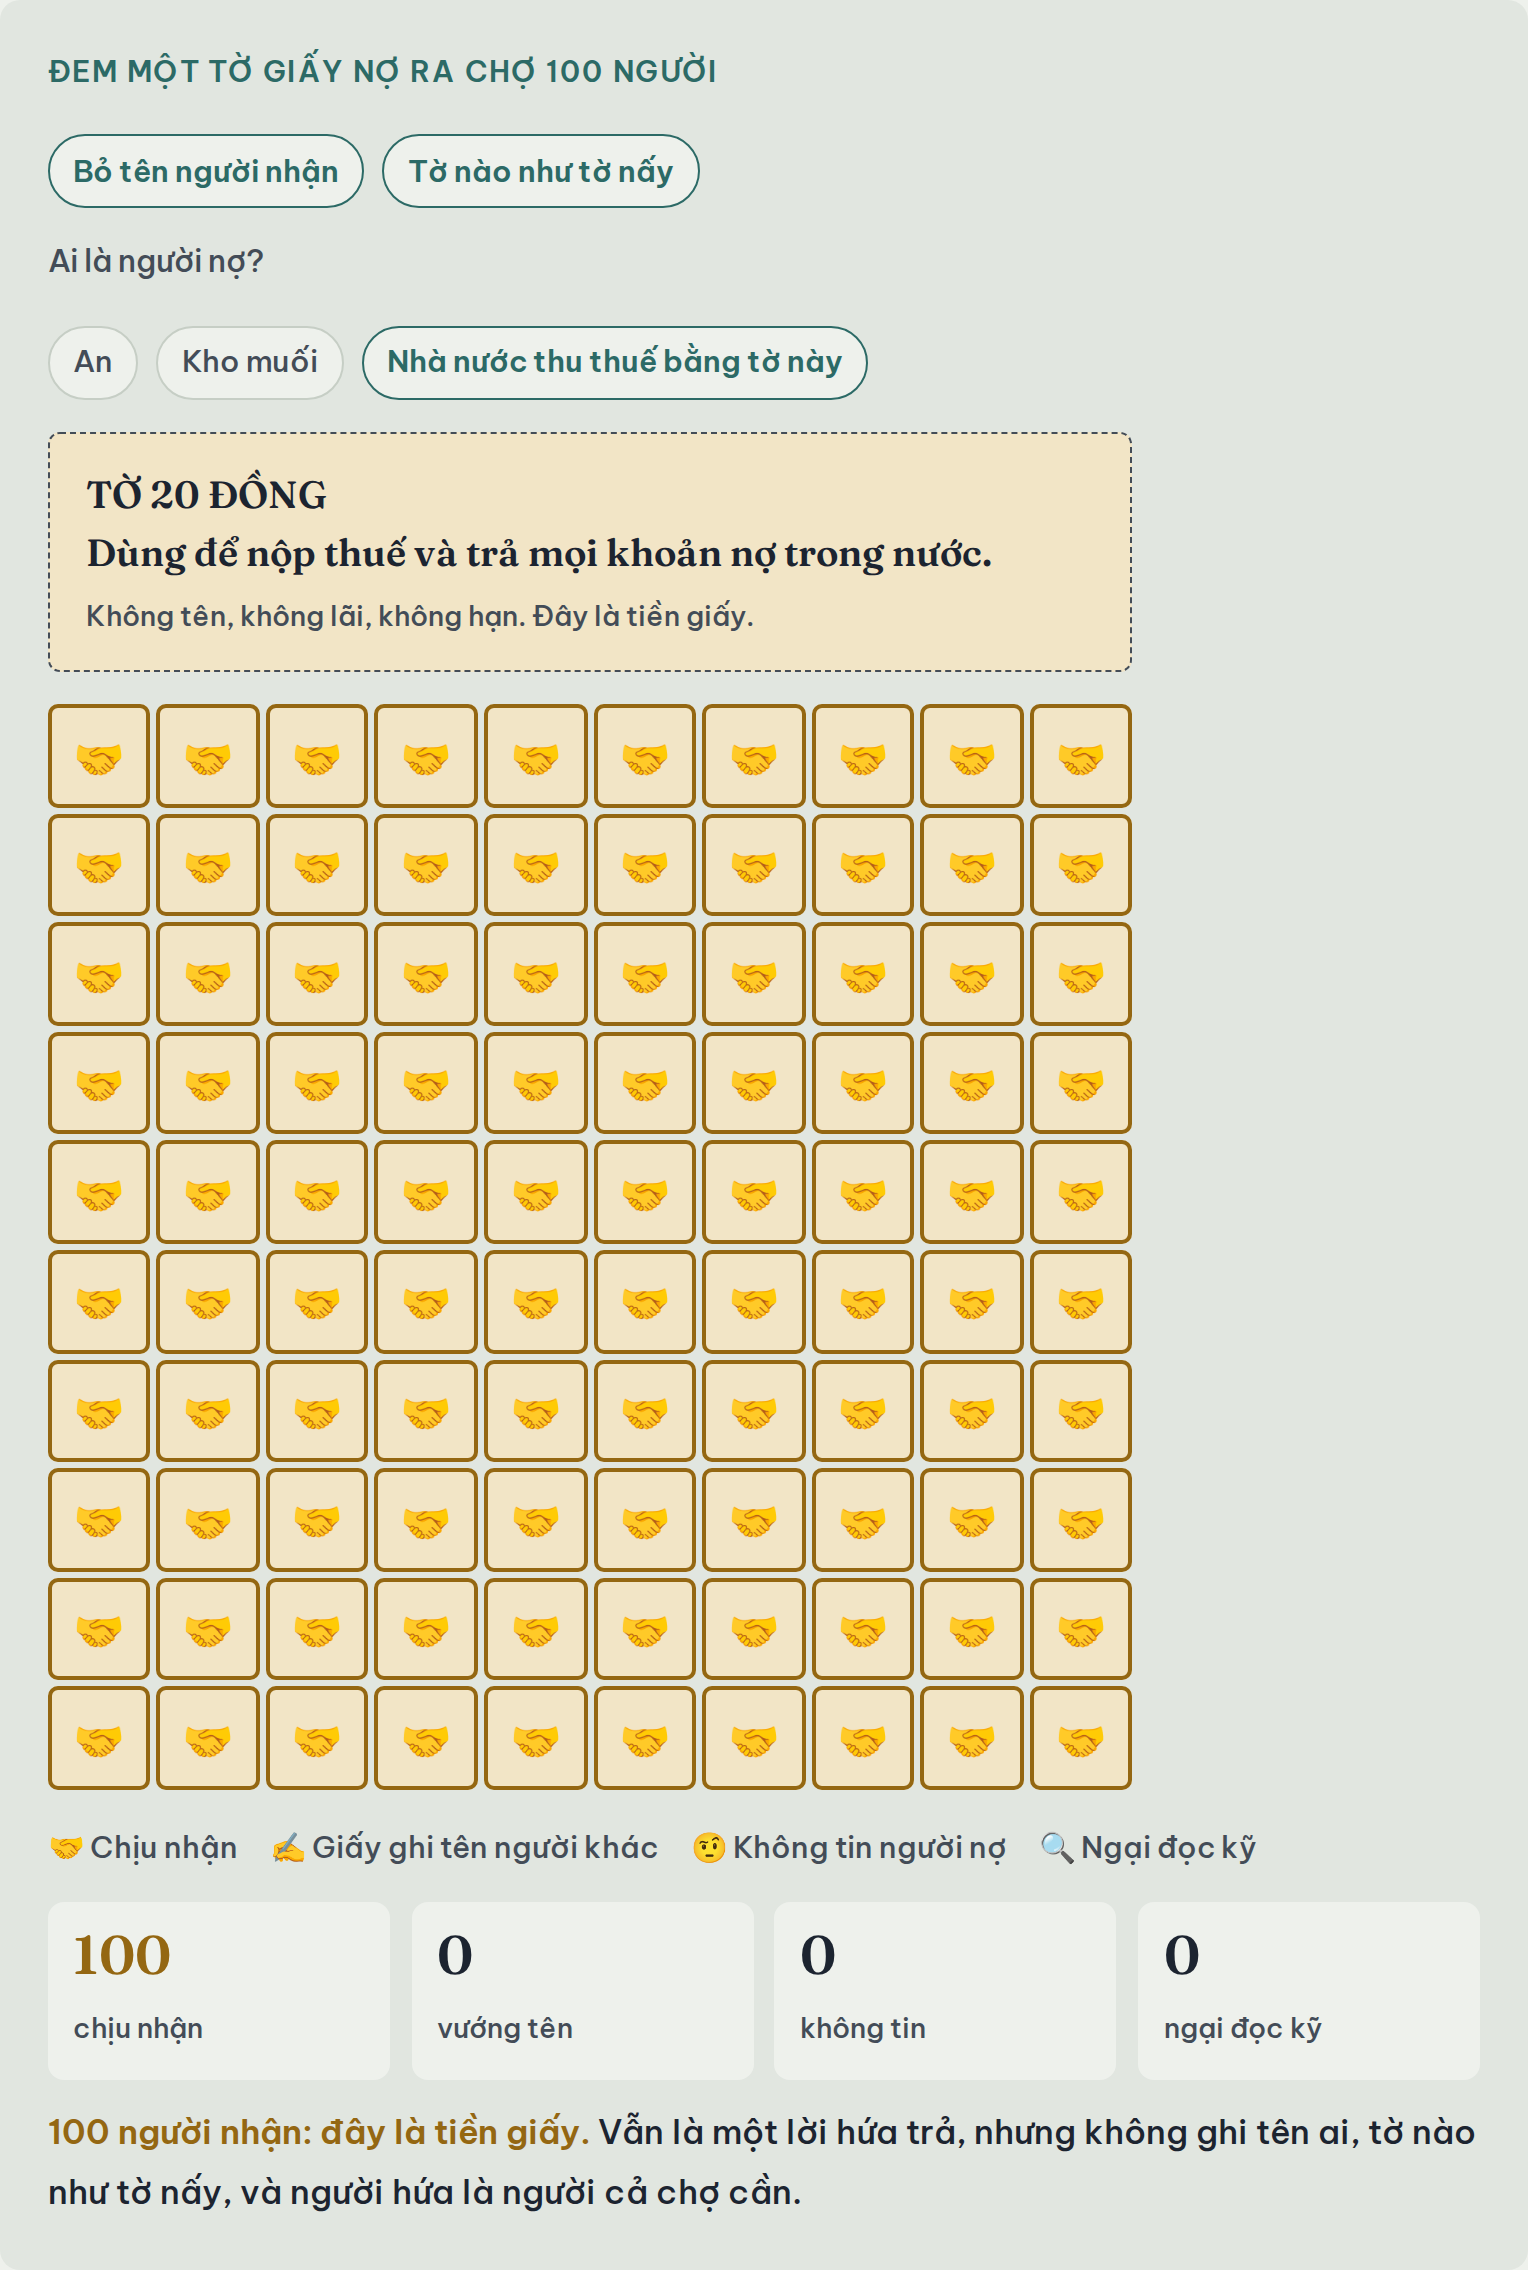 ĐEM MỘT TỜ GIẤY NỢ RA CHỢ 100 NGƯỜI
Bỏ tên người nhận
Tờ nào như tờ nấy
Ai là người nợ?
An
Kho muối
Nhà nước thu thuế bằng tờ này
TỜ 20 ĐỒNG
Dùng để nộp thuế và trả mọi khoản nợ trong nước.
Không tên, không lãi, không hạn. Đây là tiền giấy.
🤝 Chịu nhận ✍️ Giấy ghi tên người khác 🤨 Không tin người nợ 🔍 Ngại đọc kỹ
100
chịu nhận
0
vướng tên
0
không tin
0
ngại đọc kỹ
100 người nhận: đây là tiền giấy. Vẫn là một lời hứa trả, nhưng không ghi tên ai, tờ nào
như tờ nấy, và người hứa là người cả chợ cần.